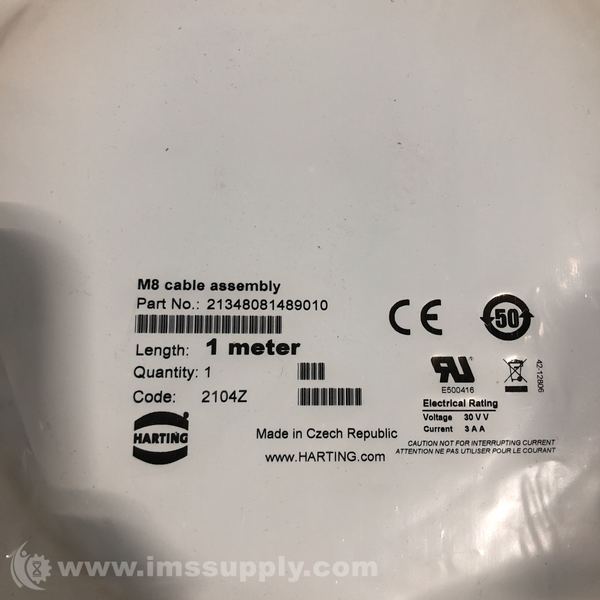 M8 cable assembly
Part No.: 21348081489010
Length: 1 meter
Quantity: 1
Code: 2104Z
HARTING
Made in Czech Republic
www.HARTING.com
CE
50
RU
E500416
42-12806
Electrical Rating
Voltage 30 V V
Current 3 A A
CAUTION NOT FOR INTERRUPTING CURRENT
ATTENTION NE PAS UTILISER POUR LE COURANT
www.imssupply.com